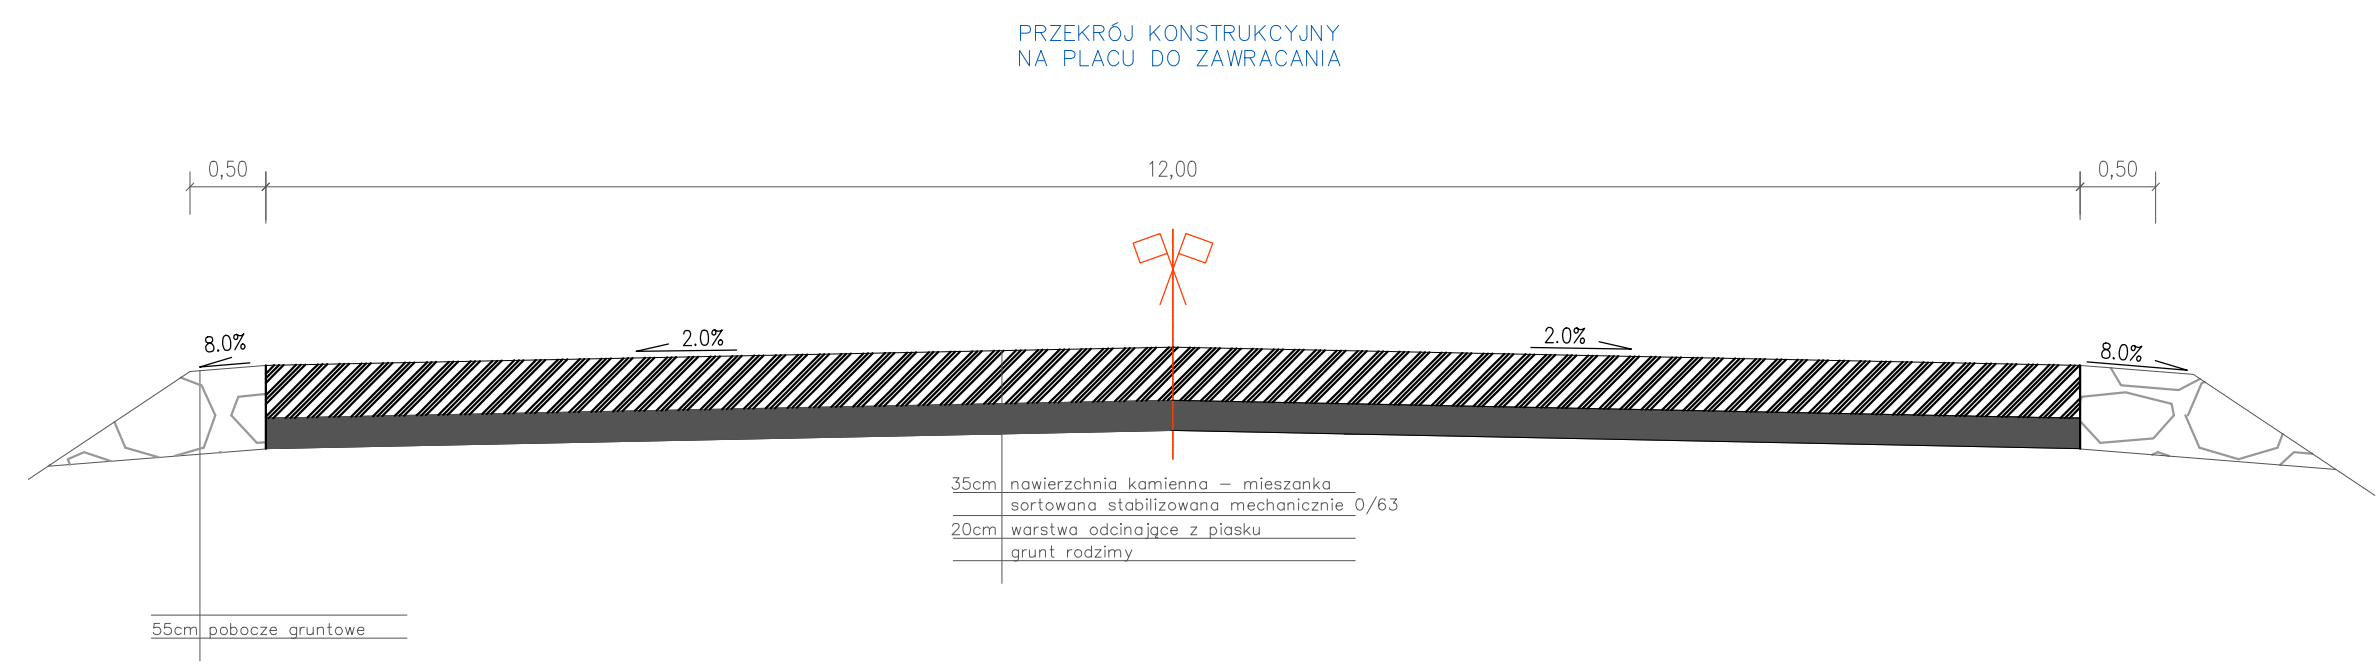 PRZEKRÓJ KONSTRUKCYJNY
NA PLACU DO ZAWRACANIA
0,50
12,00
0,50
8.0%
2.0%
2.0%
8.0%
35cm nawierzchnia kamienna – mieszanka
sortowana stabilizowana mechanicznie 0/63
20cm warstwa odcinające z piasku
grunt rodzimy
55cm pobocze gruntowe